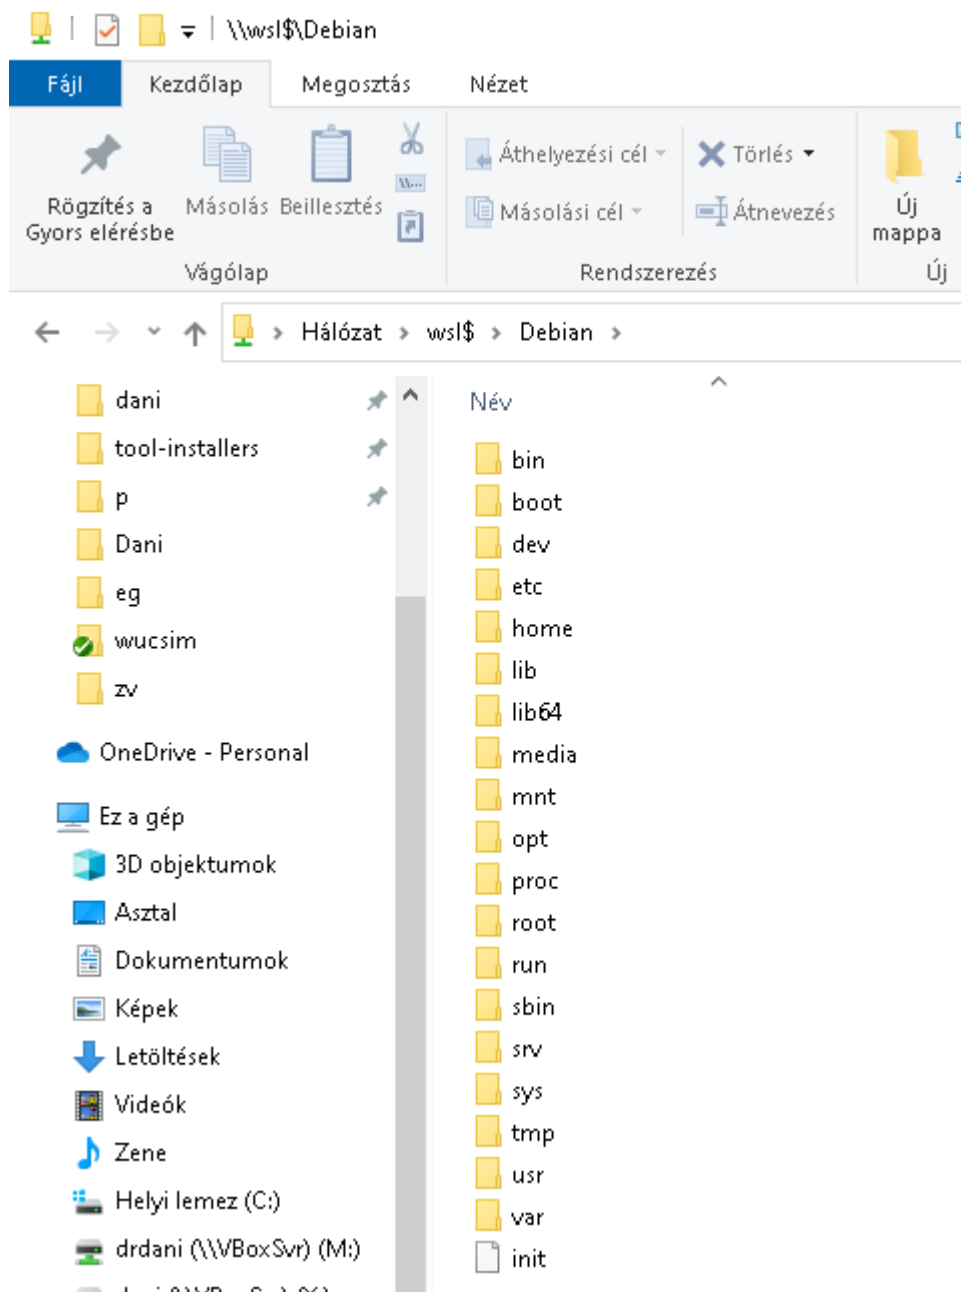 \\wsl$\Debian
Fájl Kezdőlap Megosztás Nézet
Rögzítés a
Gyors elérésbe
Másolás
Beillesztés
Vágólap
Áthelyezési cél
Másolási cél
Törlés
Átnevezés
Rendszerezés
Új
mappa
Új
Hálózat wsl$ Debian
dani
tool-installers
p
Dani
eg
wucsim
zv
OneDrive - Personal
Ez a gép
3D objektumok
Asztal
Dokumentumok
Képek
Letöltések
Videók
Zene
Helyi lemez (C:)
drdani (\\VBoxSvr) (M:)
Név
bin
boot
dev
etc
home
lib
lib64
media
mnt
opt
proc
root
run
sbin
srv
sys
tmp
usr
var
init